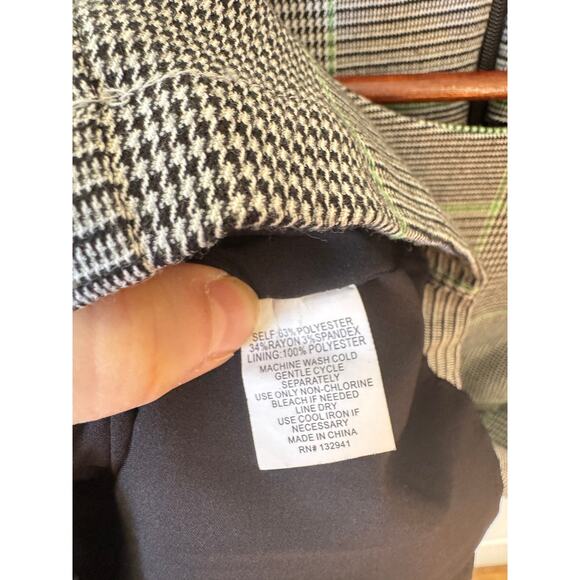 SELF:63%POLYESTER
34%RAYON 3%SPANDEX
LINING:100% POLYESTER
MACHINE WASH COLD
GENTLE CYCLE
SEPARATELY
USE ONLY NON-CHLORINE
BLEACH IF NEEDED
LINE DRY
USE COOL IRON IF
NECESSARY
MADE IN CHINA
RN# 132941